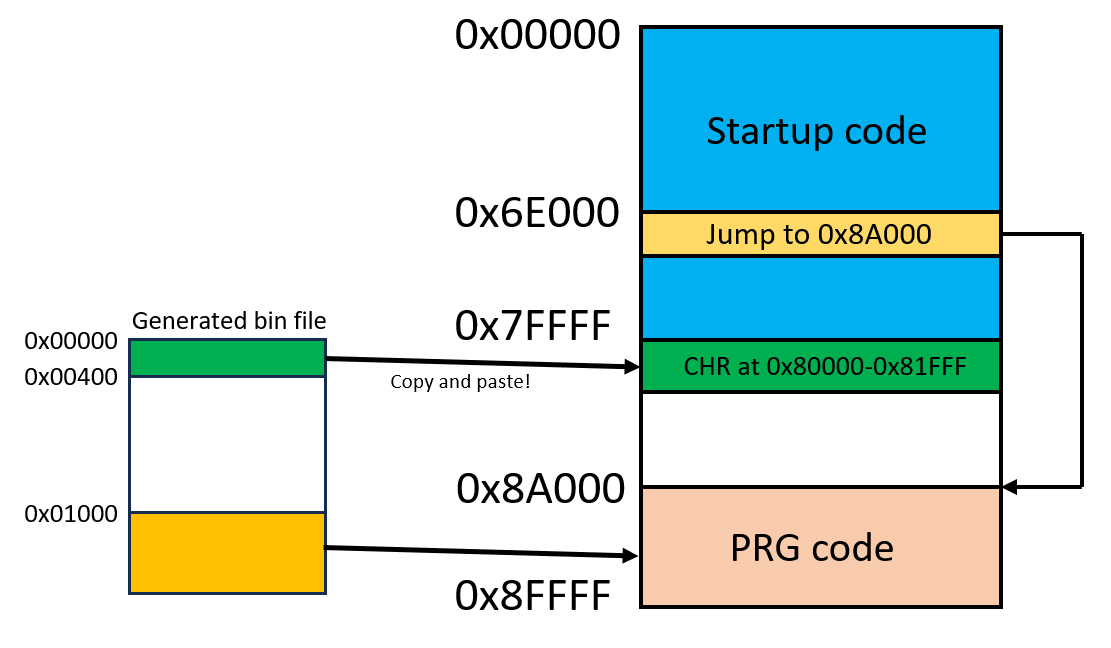 0x00000
Startup code
0x6E000
Jump to 0x8A000
0x7FFFF
Generated bin file
0x00000
0x00400
Copy and paste!
CHR at 0x80000-0x81FFF
0x8A000
0x01000
PRG code
0x8FFFF